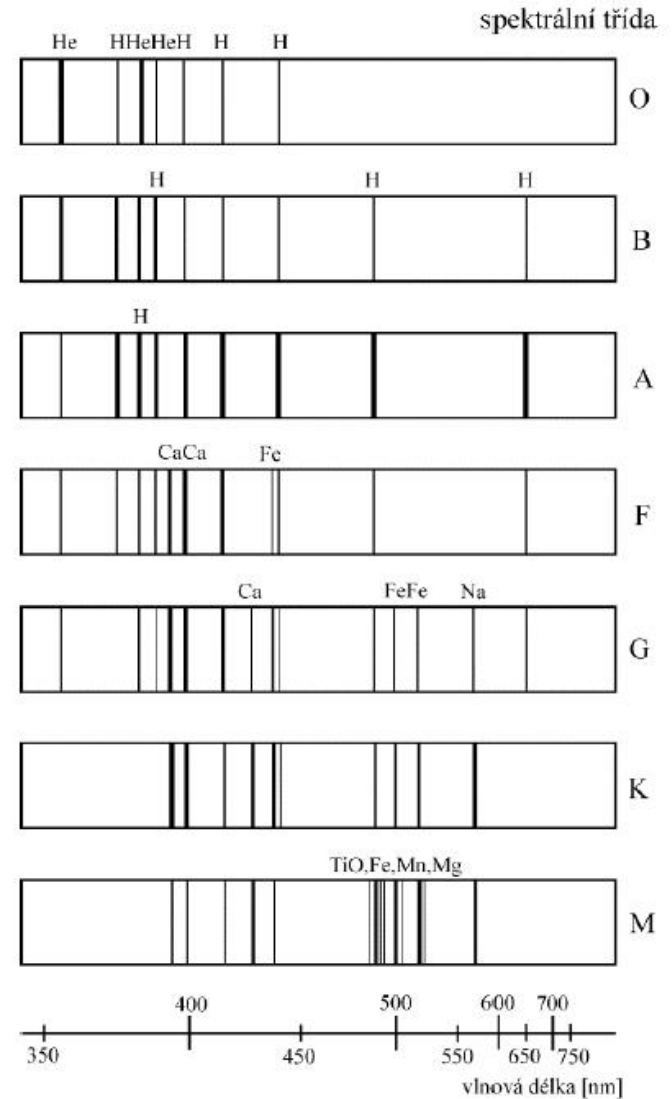 spektrální třída
He HHeHeH H H
O
H H H
B
H
A
CaCa Fe
F
Ca FeFe Na
G
K
TiO,Fe,Mn,Mg
M
400 500 600 700
350 450 550 650 750
vlnová délka [nm]